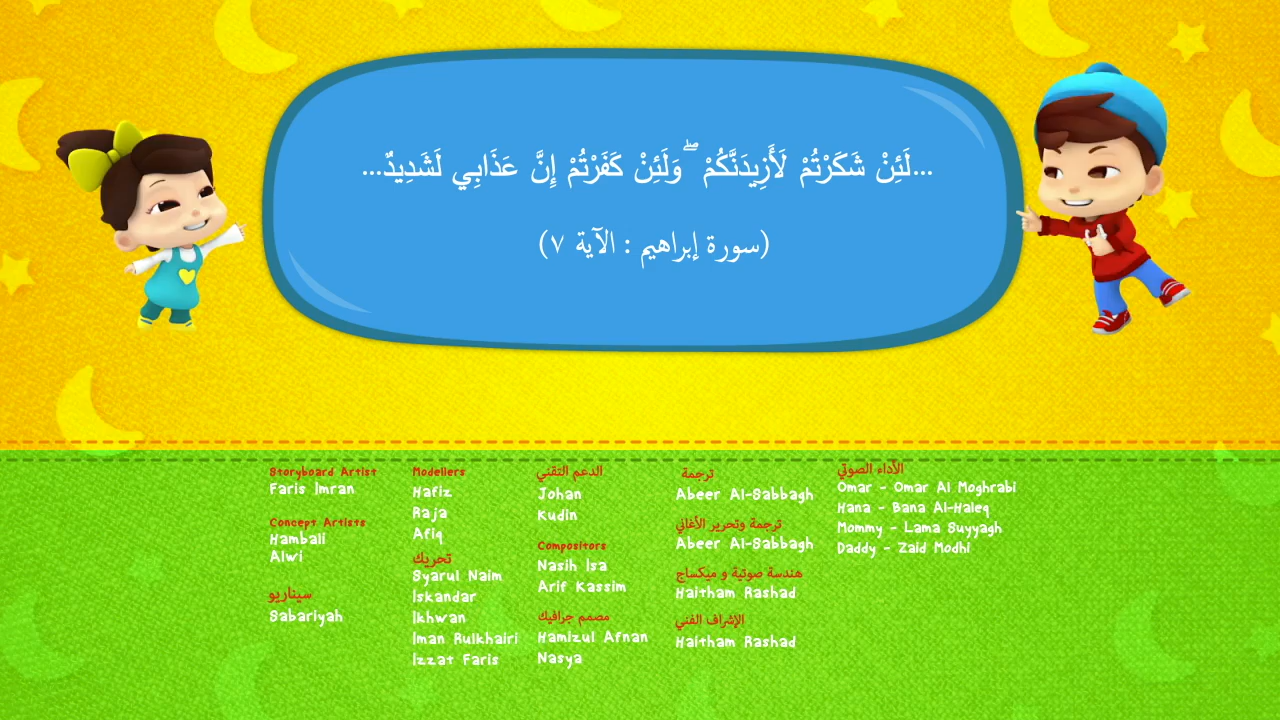 ...لَئِنْ شَكَرْتُمْ لَأَزِيدَنَّكُمْ ۖ وَلَئِنْ كَفَرْتُمْ إِنَّ عَذَابِي لَشَدِيدٌ...
(سورة إبراهيم : الآية ٧)
Storyboard Artist
Faris Imran
Concept Artists
Hambali
Alwi
سيناريو
Sabariyah
Modellers
Hafiz
Raja
Afiq
تحريك
Syarul Naim
Iskandar
Ikhwan
Iman Rulkhairi
Izzat Faris
الدعم التقني
Johan
Kudin
Compositors
Nasih Isa
Arif Kassim
مصمم جرافيك
Hamizul Afnan
Nasya
ترجمة
Abeer Al-Sabbagh
ترجمة وتحرير الأغاني
Abeer Al-Sabbagh
هندسة صوتية و ميكساج
Haitham Rashad
الإشراف الفني
Haitham Rashad
الأداء الصوتي
Omar - Omar Al Moghrabi
Hana - Bana Al-Haleq
Mommy - Lama Suyyagh
Daddy - Zaid Modhi